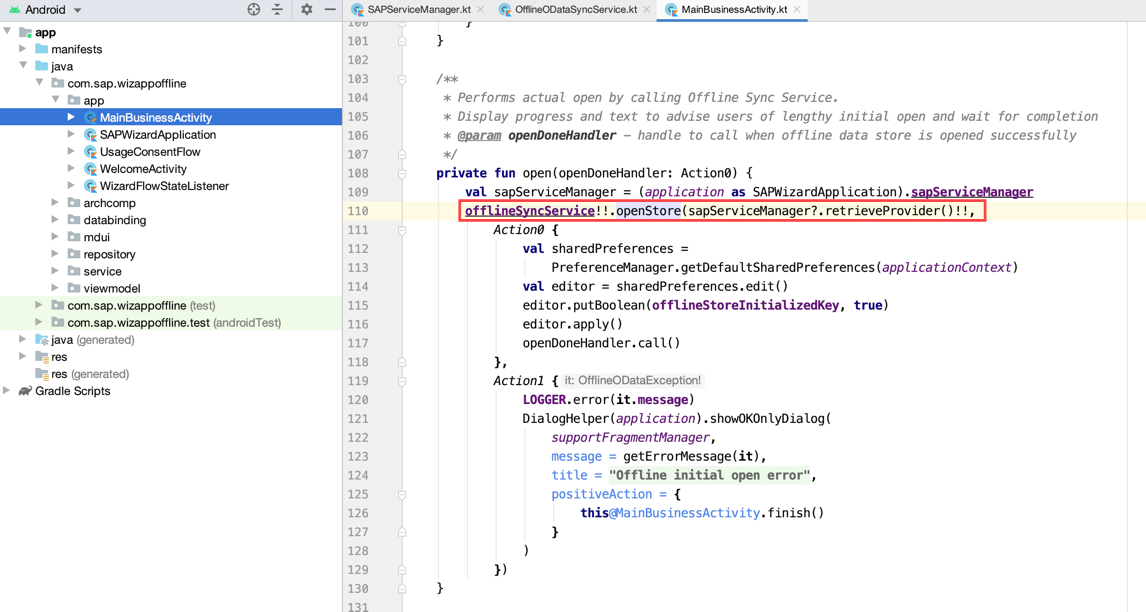 Android
SAPServiceManager.kt
OfflineODataSyncService.kt
MainBusinessActivity.kt
app
manifests
java
com.sap.wizappoffline
app
MainBusinessActivity
SAPWizardApplication
UsageConsentFlow
WelcomeActivity
WizardFlowStateListener
archcomp
databinding
mdui
repository
service
viewmodel
com.sap.wizappoffline (test)
com.sap.wizappoffline.test (androidTest)
java (generated)
res
res (generated)
Gradle Scripts
100 }
101 }
102
103 /**
104 * Performs actual open by calling Offline Sync Service.
105 * Display progress and text to advise users of lengthy initial open and wait for completion
106 * @param openDoneHandler – handle to call when offline data store is opened successfully
107 */
108 private fun open(openDoneHandler: Action0) {
109 val sapServiceManager = (application as SAPWizardApplication).sapServiceManager
110 offlineSyncService!!.openStore(sapServiceManager?.retrieveProvider()!!,
111 Action0 {
112 val sharedPreferences =
113 PreferenceManager.getDefaultSharedPreferences(applicationContext)
114 val editor = sharedPreferences.edit()
115 editor.putBoolean(offlineStoreInitializedKey, true)
116 editor.apply()
117 openDoneHandler.call()
118 },
119 Action1 { it: OfflineODataException!
120 LOGGER.error(it.message)
121 DialogHelper(application).showOKOnlyDialog(
122 supportFragmentManager,
123 message = getErrorMessage(it),
124 title = "Offline initial open error",
125 positiveAction = {
126 this@MainBusinessActivity.finish()
127 }
128 )
129 })
130 }
131